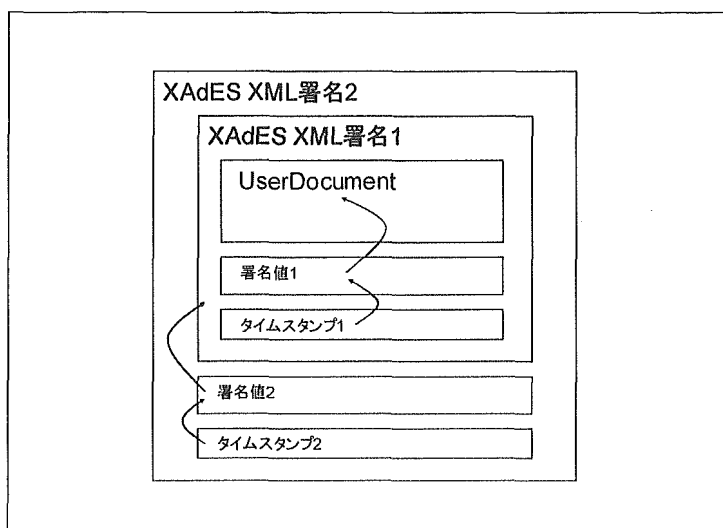 XAdES XML署名2
XAdES XML署名1
UserDocument
署名値1
タイムスタンプ1
署名値2
タイムスタンプ2